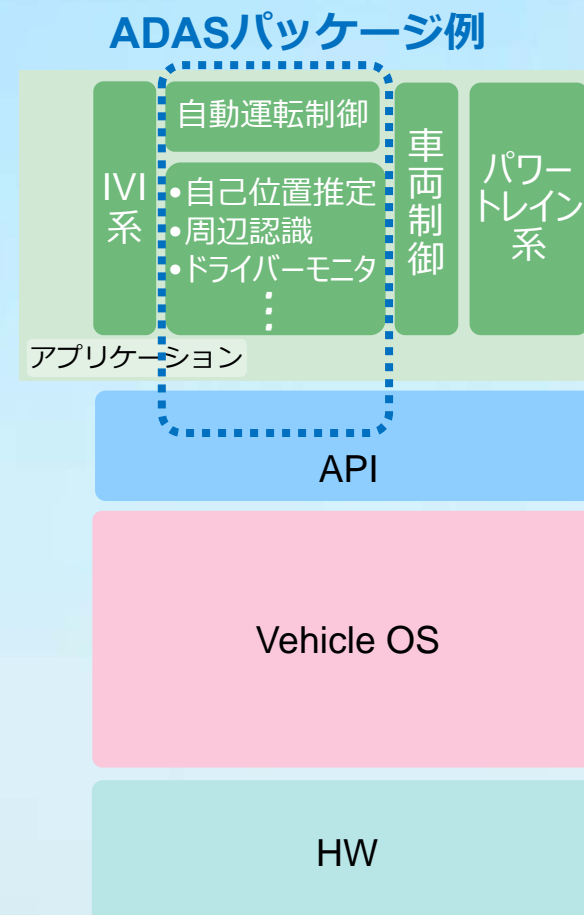 ADASパッケージ例
IVI
系
自動運転制御
•自己位置推定
•周辺認識
•ドライバーモニタ
⋮
車
両
制
御
パワー
トレイン
系
アプリケーション
API
Vehicle OS
HW